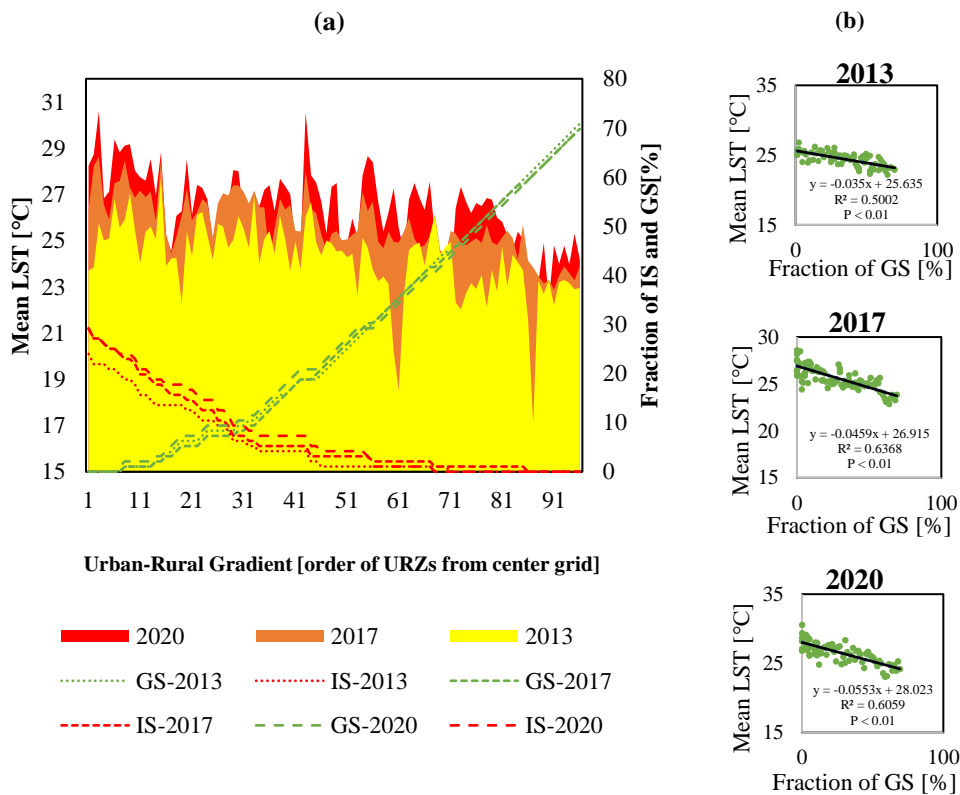 (a)
Mean LST [°C]
31
29
27
25
23
21
19
17
15
80
70
60
50
40
30
20
10
0
Fraction of IS and GS[%]
1 11 21 31 41 51 61 71 81 91
Urban-Rural Gradient [order of URZs from center grid]
2020 2017 2013
GS-2013 IS-2013 GS-2017
IS-2017 GS-2020 IS-2020
(b)
2013
Mean LST [°C]
35
25
15
y = -0.035x + 25.635
R² = 0.5002
P < 0.01
0 100
Fraction of GS [%]
2017
Mean LST [°C]
30
25
20
15
y = -0.0459x + 26.915
R² = 0.6368
P < 0.01
0 100
Fraction of GS [%]
2020
Mean LST [°C]
35
25
15
y = -0.0553x + 28.023
R² = 0.6059
P < 0.01
0 100
Fraction of GS [%]